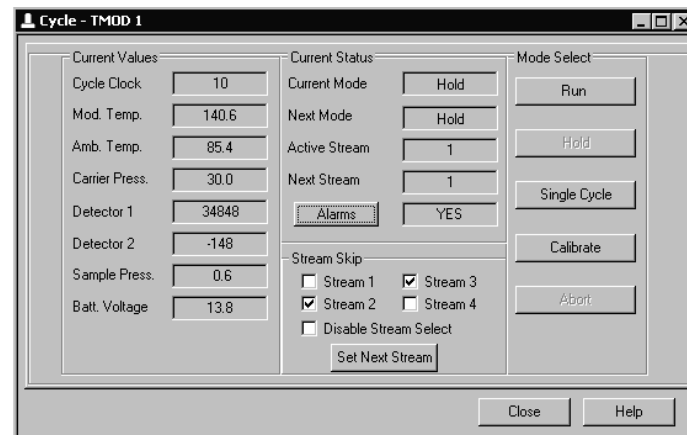 Cycle - TMOD 1
Current Values
Cycle Clock 10
Mod. Temp. 140.6
Amb. Temp. 85.4
Carrier Press. 30.0
Detector 1 34848
Detector 2 -148
Sample Press. 0.6
Batt. Voltage 13.8
Current Status
Current Mode Hold
Next Mode Hold
Active Stream 1
Next Stream 1
Alarms YES
Stream Skip
Stream 1 Stream 3
Stream 2 Stream 4
Disable Stream Select
Set Next Stream
Mode Select
Run
Hold
Single Cycle
Calibrate
Abort
Close Help